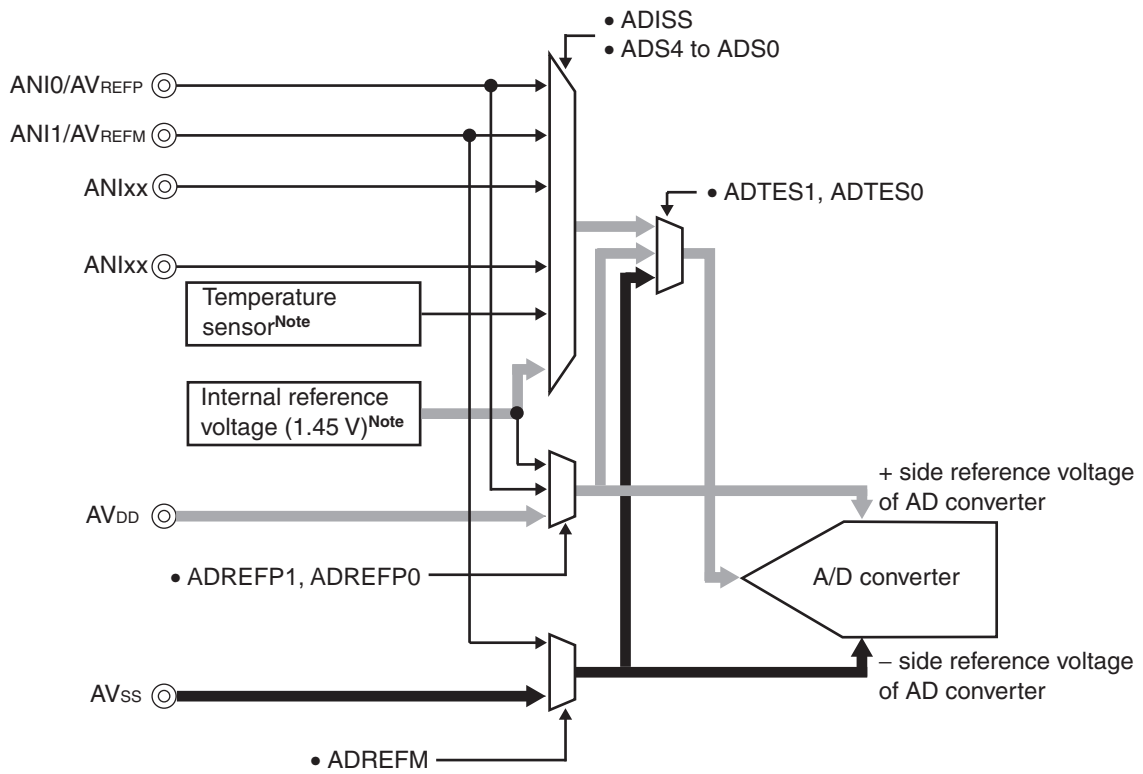 • ADISS
• ADS4 to ADS0
ANI0/AVREFP
ANI1/AVREFM
ANIxx
• ADTES1, ADTES0
ANIxx
Temperature
sensorNote
Internal reference
voltage (1.45 V)Note
+ side reference voltage
of AD converter
AVDD
• ADREFP1, ADREFP0
A/D converter
− side reference voltage
of AD converter
AVSS
• ADREFM